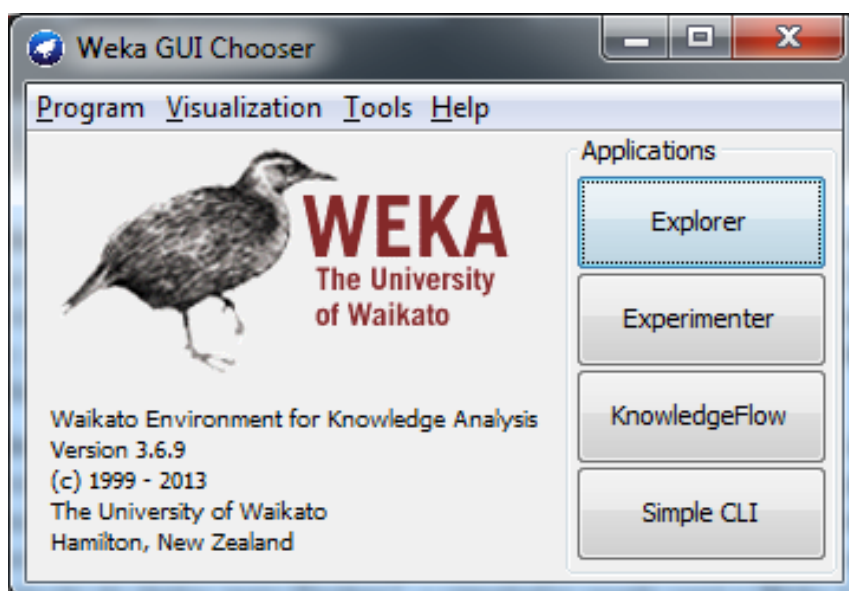 Weka GUI Chooser
Program Visualization Tools Help
WEKA
The University
of Waikato
Waikato Environment for Knowledge Analysis
Version 3.6.9
(c) 1999 - 2013
The University of Waikato
Hamilton, New Zealand
Applications
Explorer
Experimenter
KnowledgeFlow
Simple CLI